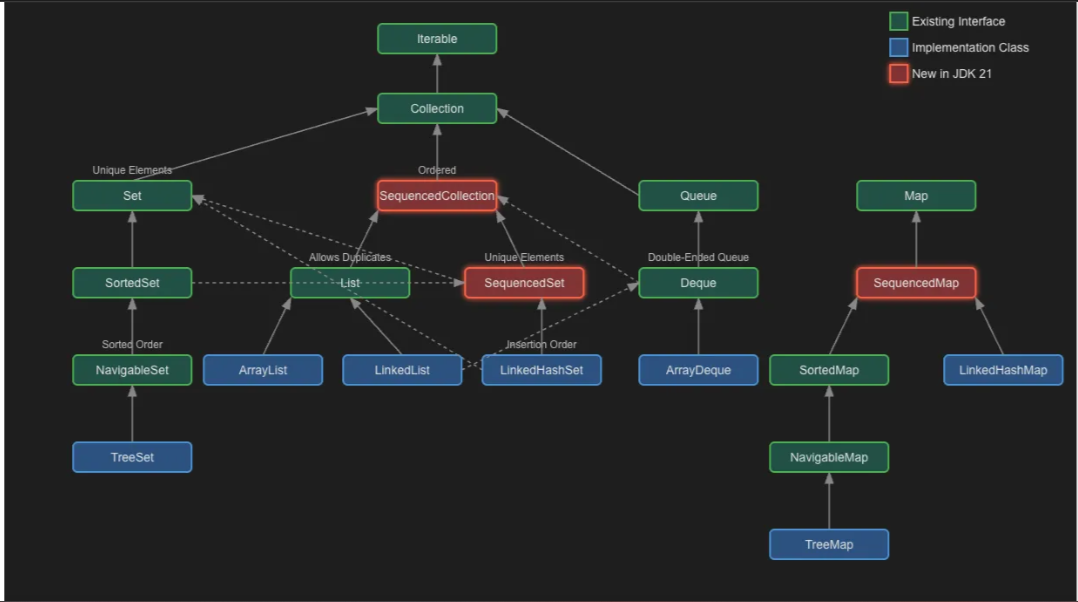 Existing Interface
Iterable
Implementation Class
New in JDK 21
Collection
Unique Elements
Ordered
Set
SequencedCollection
Queue
Map
Allows Duplicates
Unique Elements
Double-Ended Queue
SortedSet
List
SequencedSet
Deque
SequencedMap
Sorted Order
Insertion Order
NavigableSet
ArrayList
LinkedList
LinkedHashSet
ArrayDeque
SortedMap
LinkedHashMap
TreeSet
NavigableMap
TreeMap